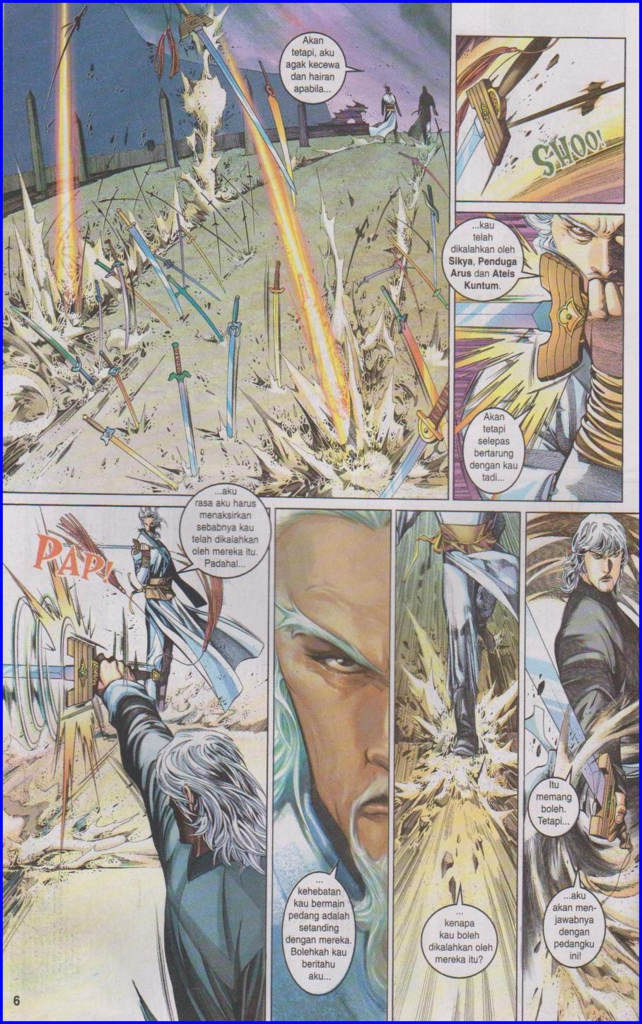 Akan
tetapi, aku
agak kecewa
dan hairan
apabila...
SHOO!
...kau
telah
dikalahkan oleh
Sikya, Penduga
Arus dan Ateis
Kuntum.
Akan
tetapi
selepas
bertarung
dengan kau
tadi...
...aku
rasa aku harus
menaksirkan
sebabnya kau
telah dikalahkan
oleh mereka itu.
Padahal...
PAP!
...
kehebatan
kau bermain
pedang adalah
setanding
dengan mereka.
Bolehkah kau
beritahu
aku...
...
kenapa
kau boleh
dikalahkan oleh
mereka itu?
Itu
memang
boleh.
Tetapi...
...aku
akan men-
jawabnya
dengan
pedangku
ini!
6